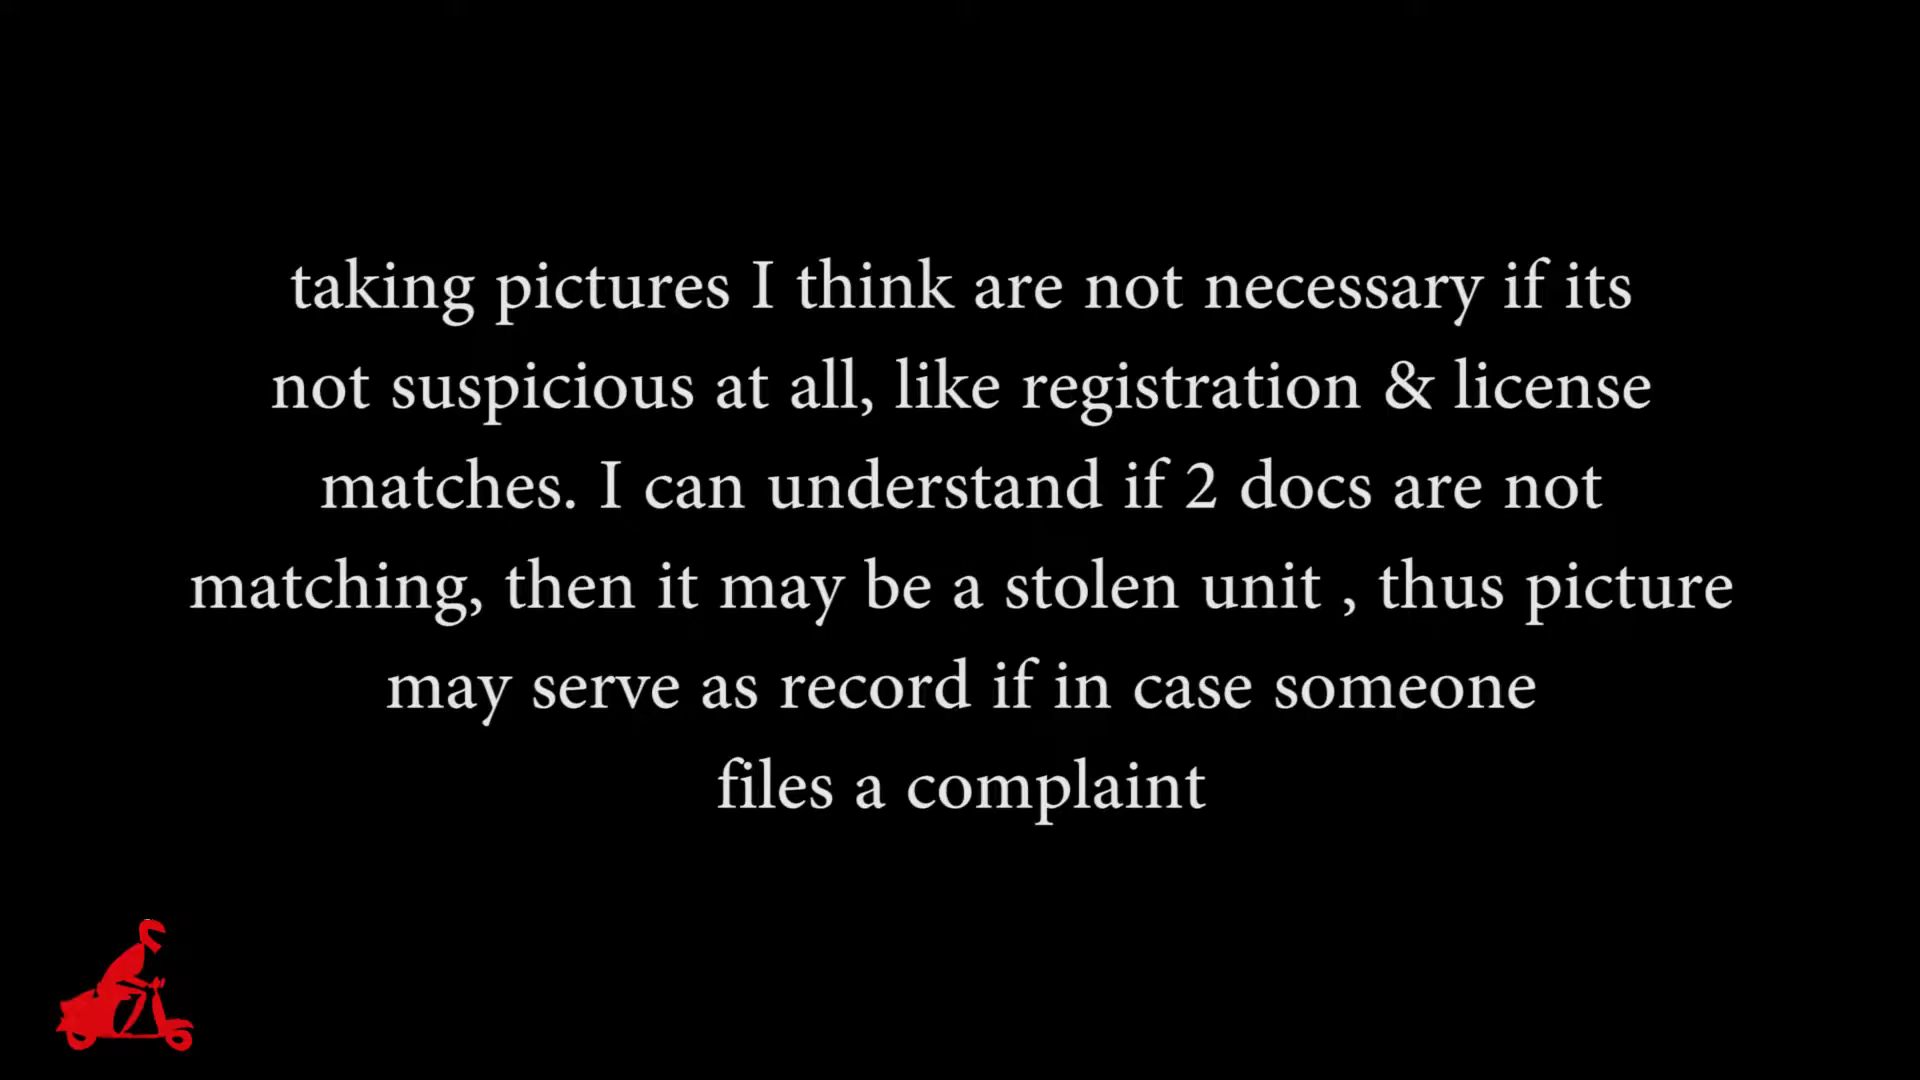 taking pictures I think are not necessary if its
not suspicious at all, like registration & license
matches. I can understand if 2 docs are not
matching, then it may be a stolen unit , thus picture
may serve as record if in case someone
files a complaint